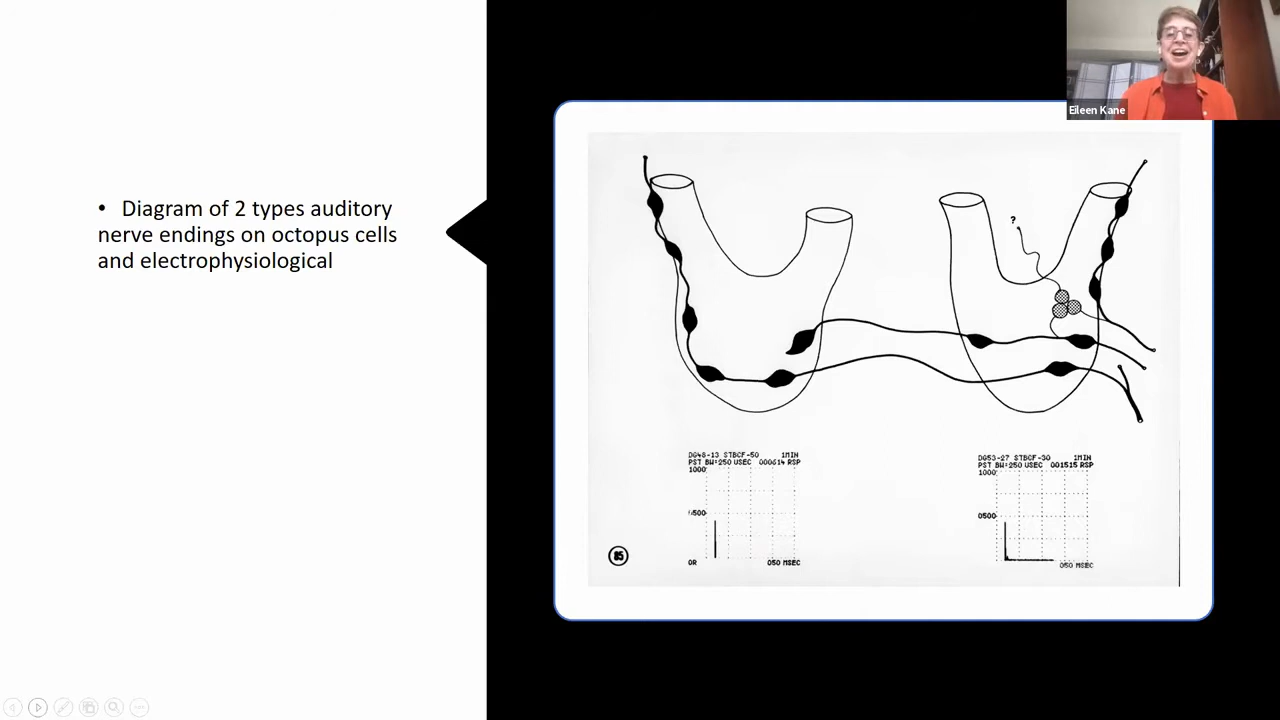 Eileen Kane
• Diagram of 2 types auditory
nerve endings on octopus cells
and electrophysiological
?
DG48-13 STBCF-50 1MIN
PST BW=250 USEC 000614 RSP
1000
500
0R 050 MSEC
DG53-27 STBCF-30 1MIN
PST BW=250 USEC 001515 RSP
1000
0500
050 MSEC
85